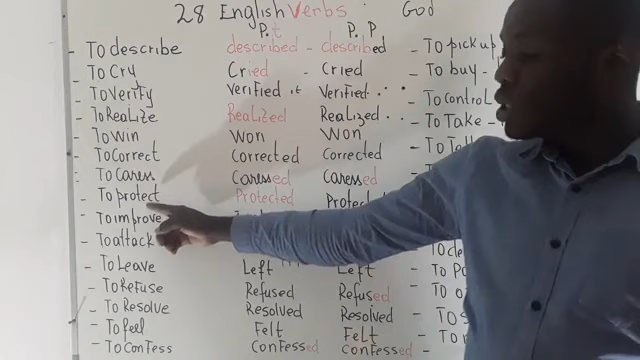 28 English Verbs : God
P.t P.P
- To describe described - described - To pick up
- To Cry Cried - Cried - To buy -
- To Verify Verified Verified - To Control
- To Realize Realized Realized - To Take -
- To Win Won Won
- To Correct Corrected Corrected
- To Caress Caressed Caressed
- To protect Protected
- To improve
- To attack
- To Leave Left Left
- To Refuse Refused Refused
- To Resolve Resolved Resolved
- To feel Felt Felt
- To Confess Confessed Confessed -